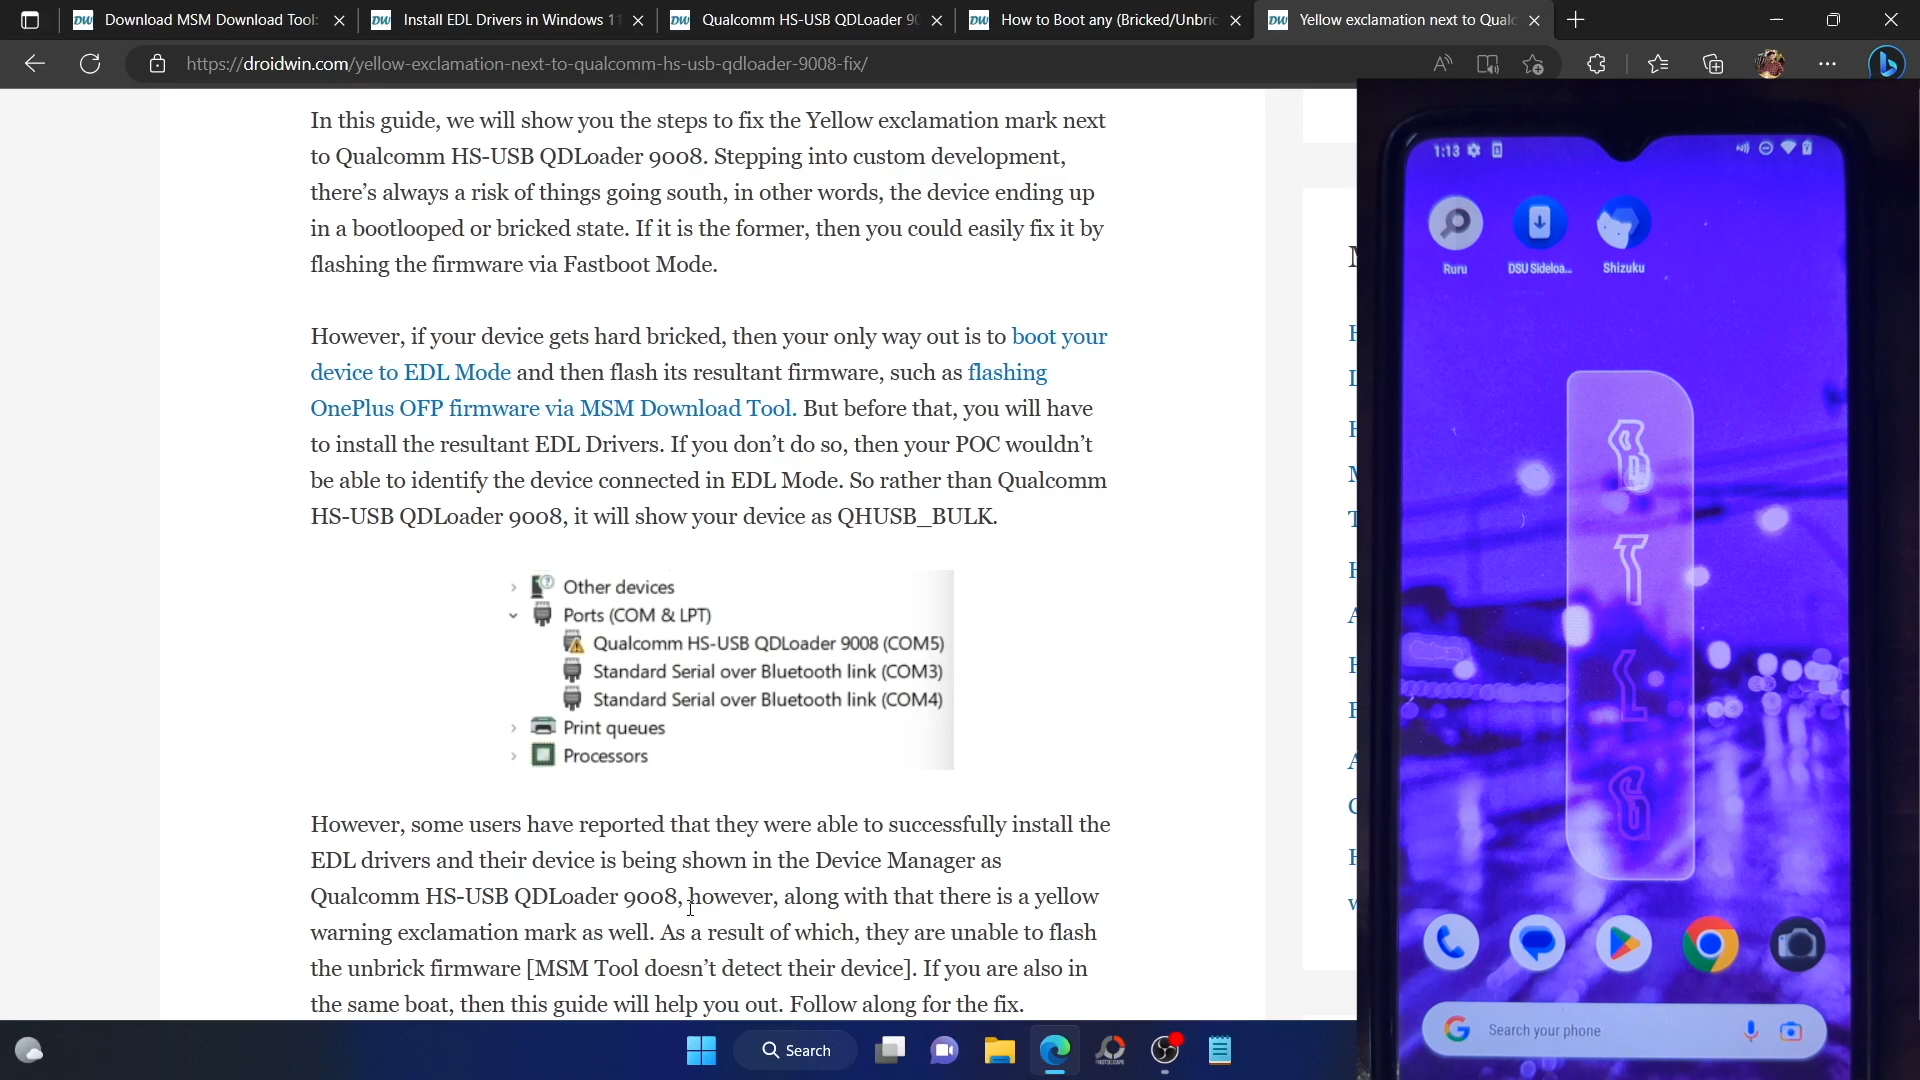 DW Download MSM Download Tool:
DW Install EDL Drivers in Windows 11
DW Qualcomm HS-USB QDLoader 90
DW How to Boot any (Bricked/Unbric
DW Yellow exclamation next to Qualc
https://droidwin.com/yellow-exclamation-next-to-qualcomm-hs-usb-qdloader-9008-fix/
In this guide, we will show you the steps to fix the Yellow exclamation mark next
to Qualcomm HS-USB QDLoader 9008. Stepping into custom development,
there’s always a risk of things going south, in other words, the device ending up
in a bootlooped or bricked state. If it is the former, then you could easily fix it by
flashing the firmware via Fastboot Mode.
However, if your device gets hard bricked, then your only way out is to boot your
device to EDL Mode and then flash its resultant firmware, such as flashing
OnePlus OFP firmware via MSM Download Tool. But before that, you will have
to install the resultant EDL Drivers. If you don’t do so, then your POC wouldn’t
be able to identify the device connected in EDL Mode. So rather than Qualcomm
HS-USB QDLoader 9008, it will show your device as QHUSB_BULK.
Other devices
Ports (COM & LPT)
Qualcomm HS-USB QDLoader 9008 (COM5)
Standard Serial over Bluetooth link (COM3)
Standard Serial over Bluetooth link (COM4)
Print queues
Processors
However, some users have reported that they were able to successfully install the
EDL drivers and their device is being shown in the Device Manager as
Qualcomm HS-USB QDLoader 9008, however, along with that there is a yellow
warning exclamation mark as well. As a result of which, they are unable to flash
the unbrick firmware [MSM Tool doesn’t detect their device]. If you are also in
the same boat, then this guide will help you out. Follow along for the fix.
Search
1:13
Ruru
DSU Sideloa...
Shizuku
Search your phone